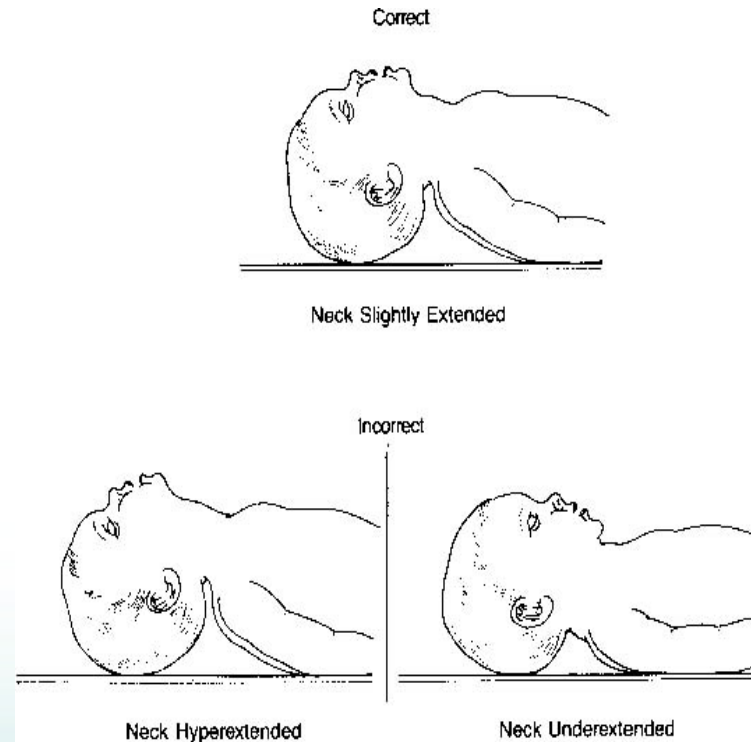 Correct
Neck Slightly Extended
Incorrect
Neck Hyperextended
Neck Underextended